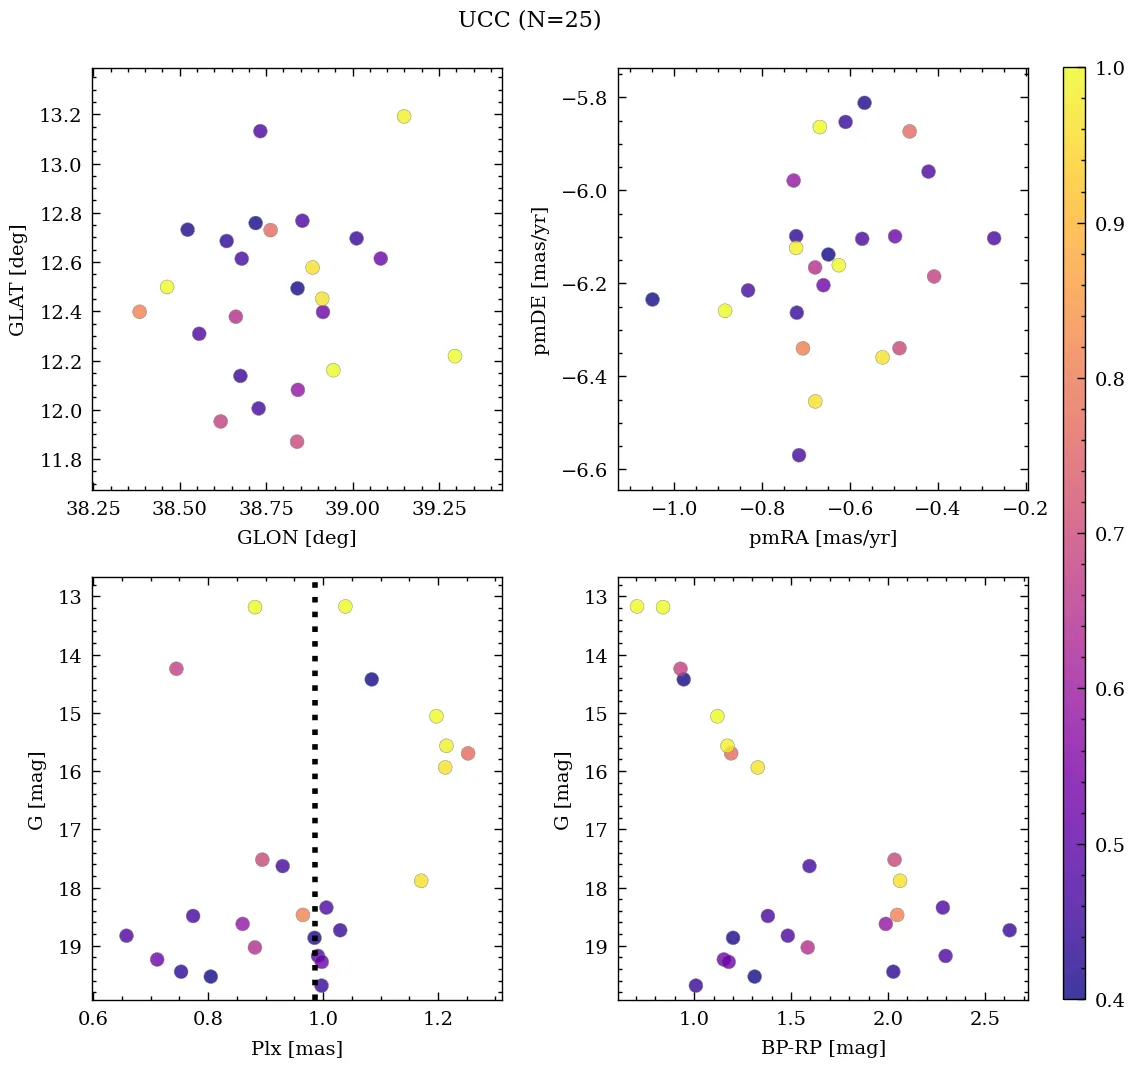 UCC (N=25)
13.2
13.0
12.8
12.6
12.4
12.2
12.0
11.8
GLAT [deg]
38.25 38.50 38.75 39.00 39.25
GLON [deg]
−5.8
−6.0
−6.2
−6.4
−6.6
pmDE [mas/yr]
−1.0 −0.8 −0.6 −0.4 −0.2
pmRA [mas/yr]
13
14
15
16
17
18
19
G [mag]
0.6 0.8 1.0 1.2
Plx [mas]
13
14
15
16
17
18
19
G [mag]
1.0 1.5 2.0 2.5
BP-RP [mag]
1.0
0.9
0.8
0.7
0.6
0.5
0.4